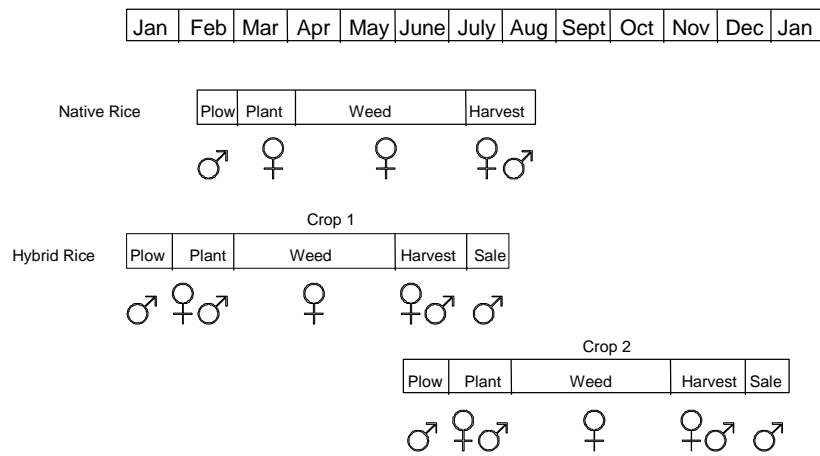 Jan Feb Mar Apr May June July Aug Sept Oct Nov Dec Jan
Native Rice Plow Plant Weed Harvest
Crop 1
Hybrid Rice Plow Plant Weed Harvest Sale
Crop 2
Plow Plant Weed Harvest Sale